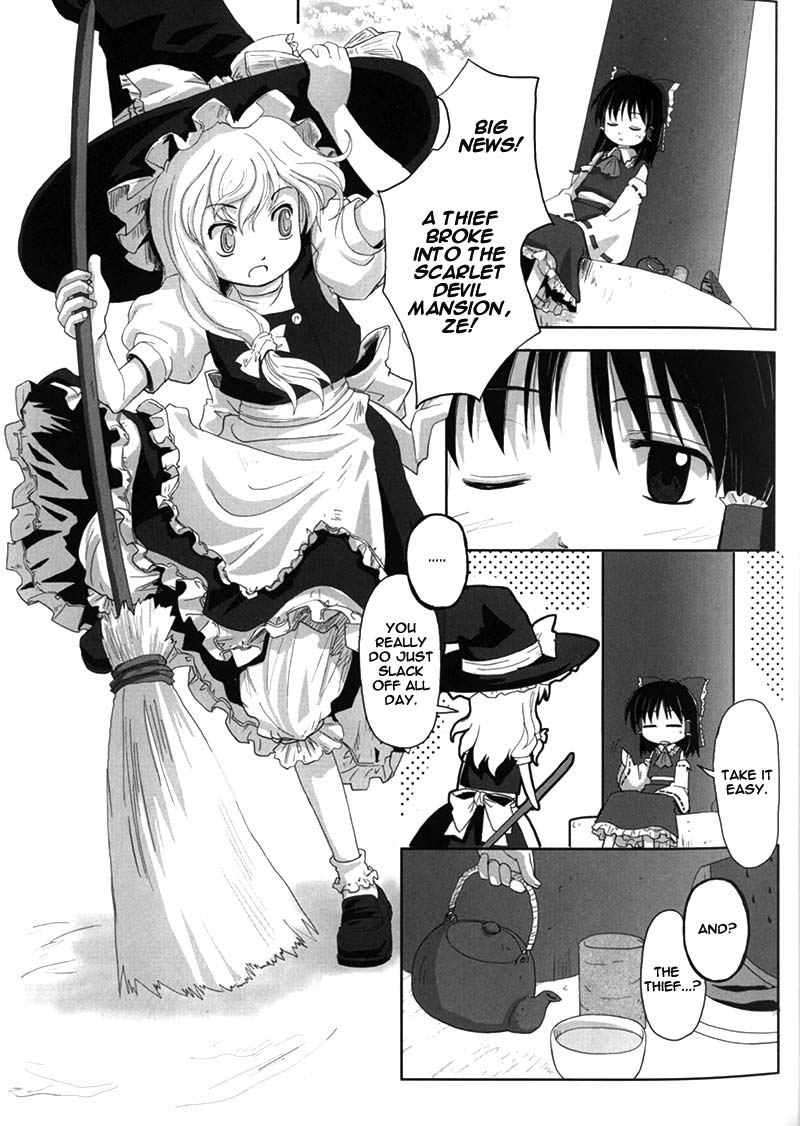 BIG
NEWS!
A THIEF
BROKE
INTO THE
SCARLET
DEVIL
MANSION,
ZE!
.....
YOU
REALLY
DO JUST
SLACK
OFF ALL
DAY.
TAKE IT
EASY.
AND?
THE
THIEF...?